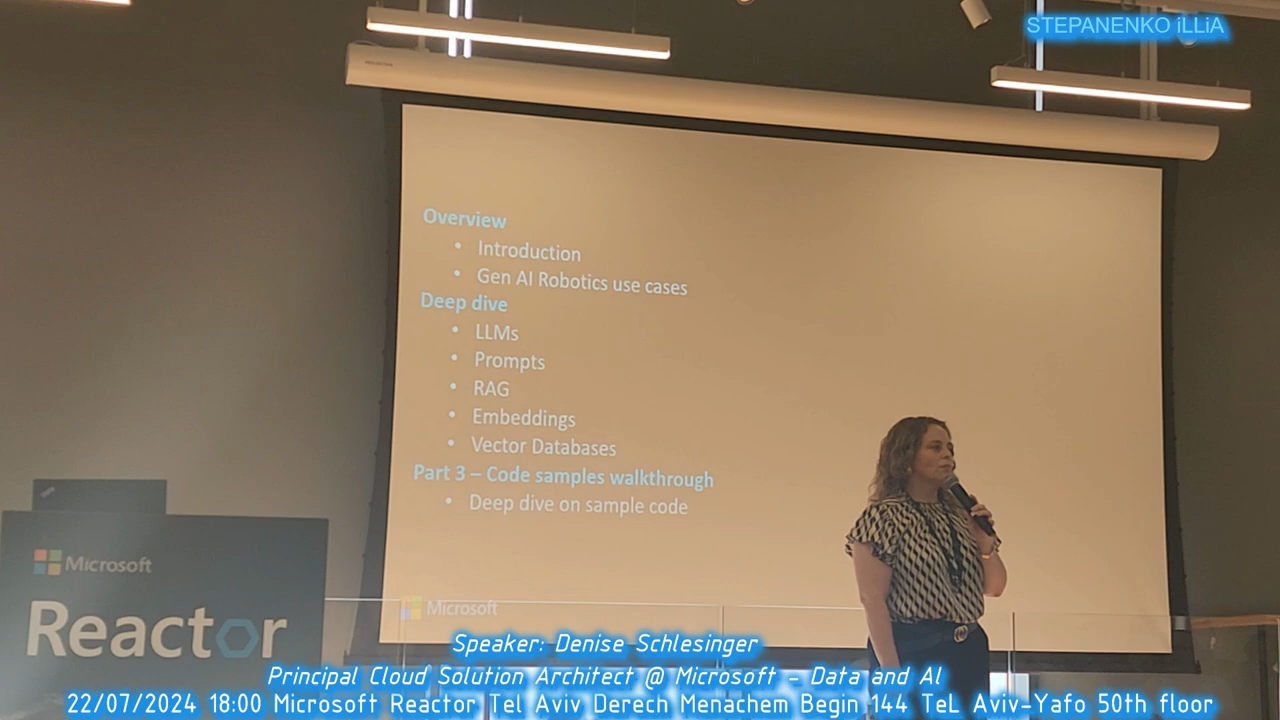 STEPANENKO iLLiA
Overview
• Introduction
• Gen AI Robotics use cases
Deep dive
• LLMs
• Prompts
• RAG
• Embeddings
• Vector Databases
Part 3 – Code samples walkthrough
• Deep dive on sample code
Microsoft
Reactor
Microsoft
Speaker: Denise Schlesinger
Principal Cloud Solution Architect @ Microsoft - Data and AI
22/07/2024 18:00 Microsoft Reactor Tel Aviv Derech Menachem Begin 144 TeL Aviv-Yafo 50th floor